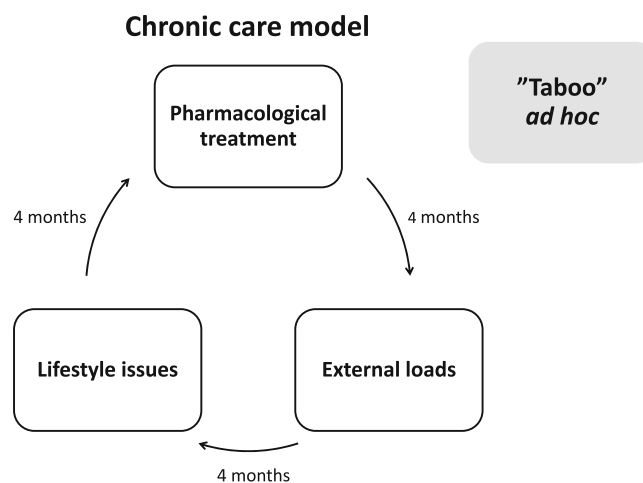 Chronic care model
Pharmacological
treatment
”Taboo”
ad hoc
4 months
4 months
Lifestyle issues
External loads
4 months